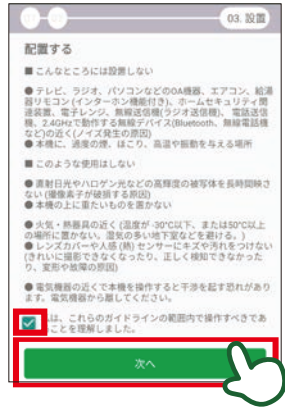 03. 設置
配置する
■ こんなところには設置しない
● テレビ、ラジオ、パソコンなどのOA機器、エアコン、給湯
器リモコン (インターホン機能付き)、ホームセキュリティ関
連装置、電子レンジ、無線送信機(ラジオ送信機)、電話送信
機、2.4GHzで動作する無線デバイス(Bluetooth、無線電話機
など)の近く(ノイズ発生の原因)
● 本機に、過度の煙、ほこり、高温や振動を与える場所
■ このような使用はしない
● 直射日光やハロゲン光などの高輝度の被写体を長時間映さ
ない (撮像素子が破損する原因)
● 本機の上に重たいものを置かない
● 火気・熱器具の近く (温度が -30°C以下、または50°C以上
の場所に置かない。湿気の多い地下室などを避ける。)
● レンズカバーや人感 (熱) センサーにキズや汚れをつけない
(きれいに撮影できなくなったり、正しく検知できなかった
り、変形や故障の原因)
● 電気機器の近くで本機を操作すると干渉を起す恐れがあり
ます。電気機器から離してください。
は、これらのガイドラインの範囲内で操作すべきであ
ことを理解しました。
次へ